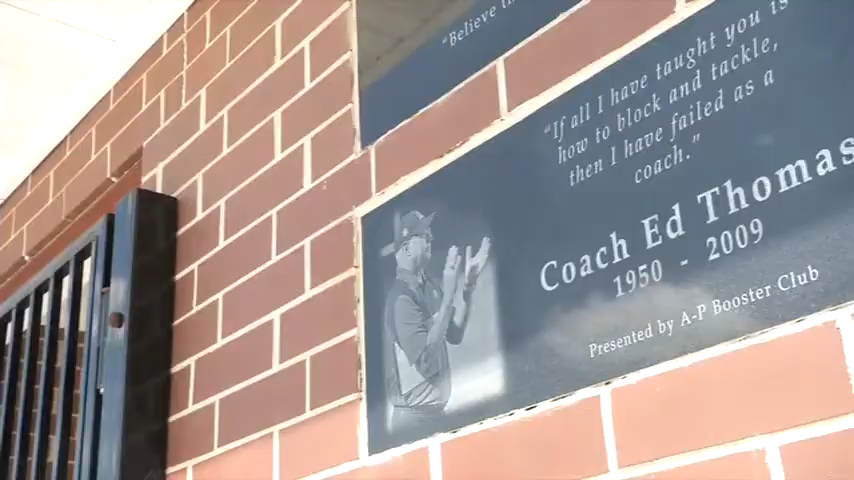 "Believe
"If all I have taught you is
how to block and tackle,
then I have failed as a
coach."
Coach Ed Thomas
1950 - 2009
Presented by A-P Booster Club